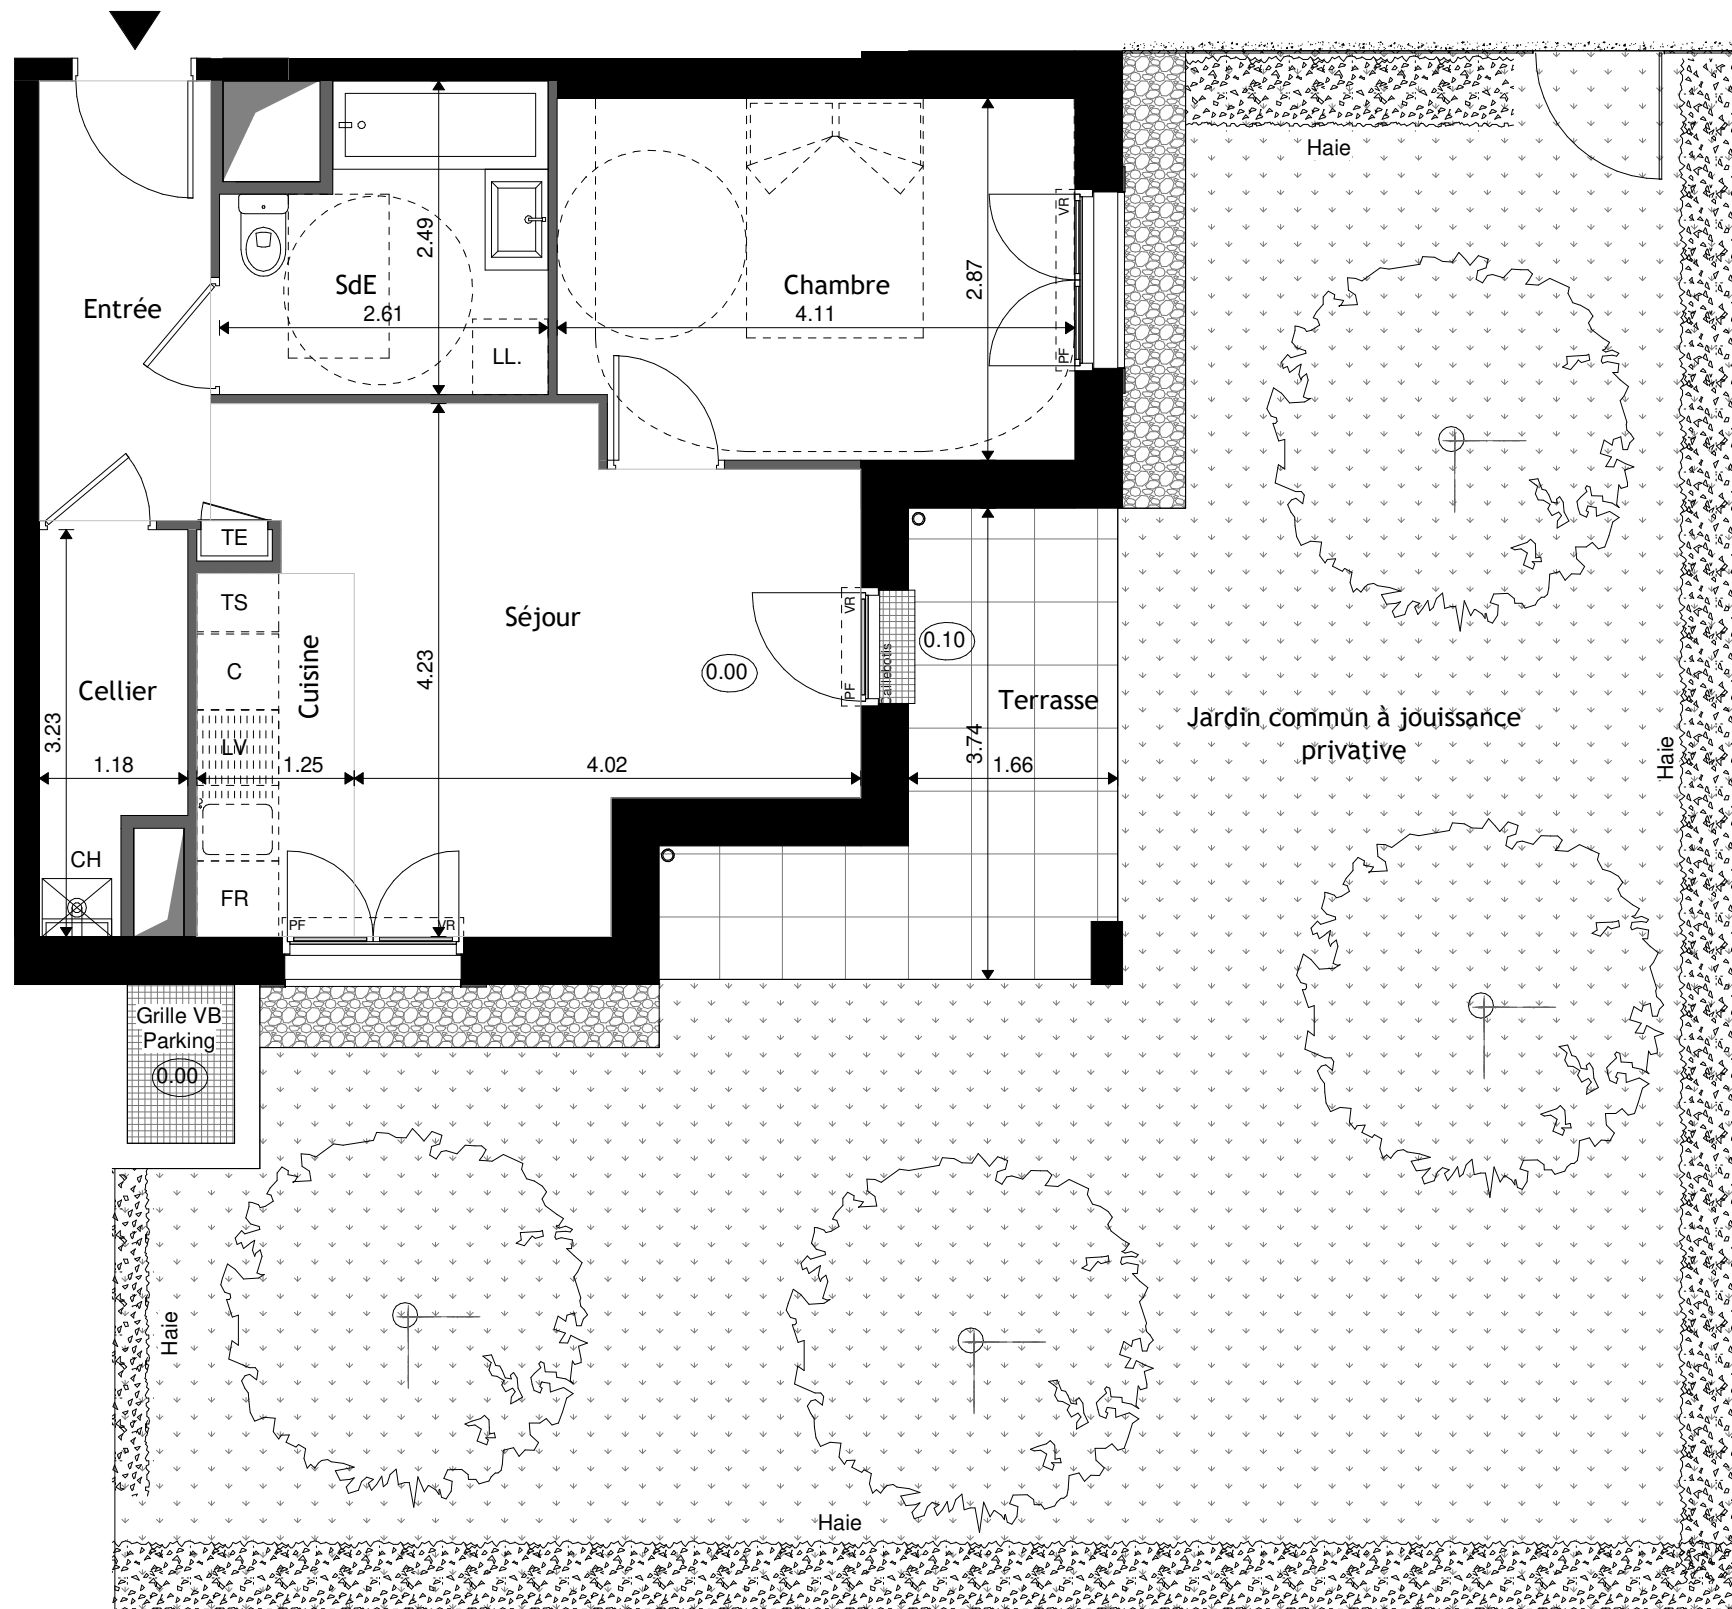 Haie
VR
2.49
Entrée
SdE
2.61
Chambre
4.11
2.87
LL.
PF
TE
TS
Cuisine
Séjour
VR
0.10
C
4.23
0.00
Taillebotis
PF
Cellier
Terrasse
Jardin commun à jouissance
privative
3.23
LV
3.74
Haie
1.18
1.25
4.02
1.66
CH
FR
PF
VR
Grille VB
Parking
0.00
Haie
Haie